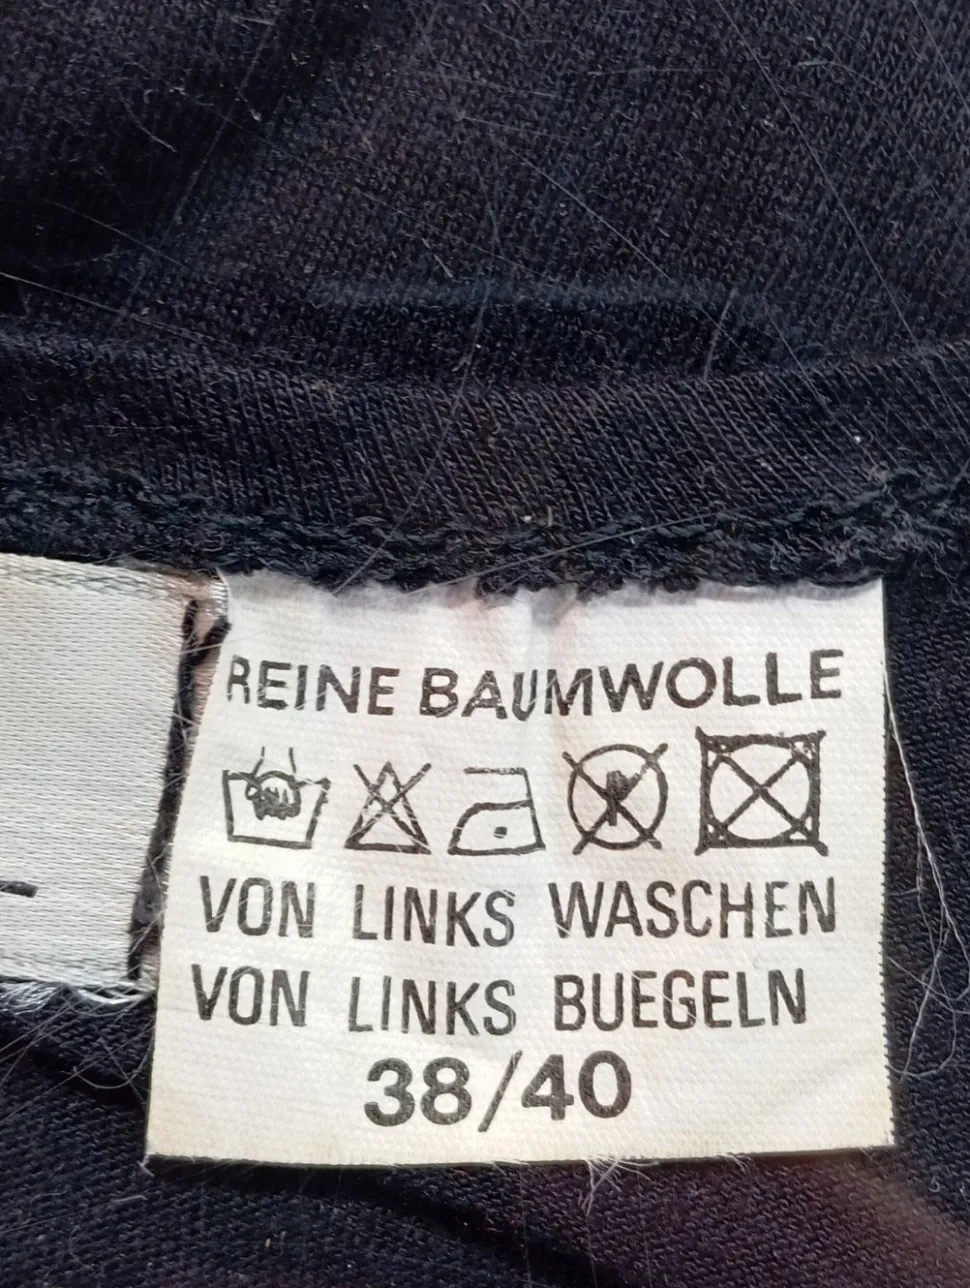 REINE BAUMWOLLE
VON LINKS WASCHEN
VON LINKS BUEGELN
38/40